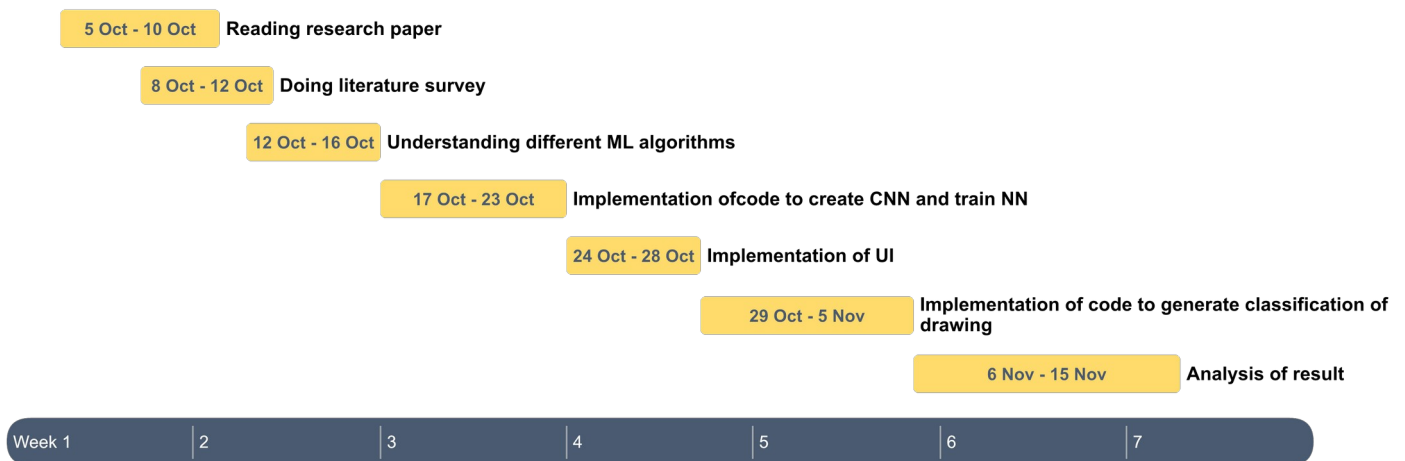 5 Oct - 10 Oct Reading research paper
8 Oct - 12 Oct Doing literature survey
12 Oct - 16 Oct Understanding different ML algorithms
17 Oct - 23 Oct Implementation ofcode to create CNN and train NN
24 Oct - 28 Oct Implementation of UI
29 Oct - 5 Nov Implementation of code to generate classification of
drawing
6 Nov - 15 Nov Analysis of result
Week 1 2 3 4 5 6 7